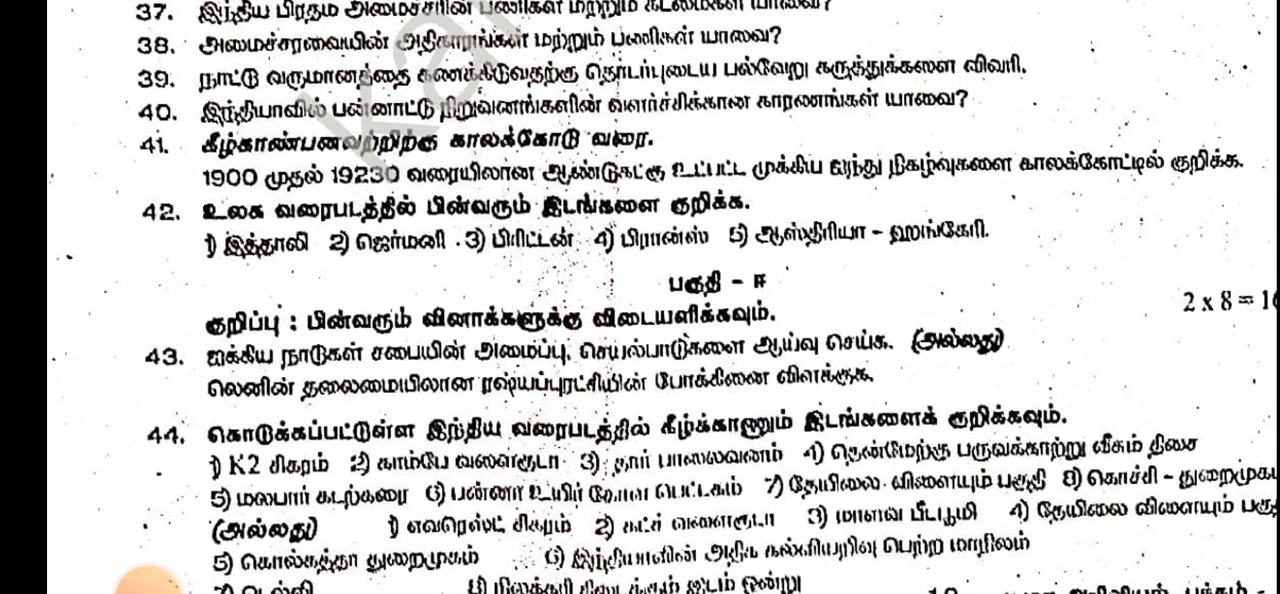 37. இந்திய பிரதம அமைச்சரின் பணிகள் மற்றும் கடமைகள் யாவை?
38. அமைச்சரவையின் அதிகாரங்கள் மற்றும் பணிகள் யாவை?
39. நாட்டு வருமானத்தை கணக்கிடுவதற்கு தொடர்புடைய பல்வேறு கருத்துக்களை விவரி.
40. இந்தியாவில் பன்னாட்டு நிறுவனங்களின் வளர்ச்சிக்கான காரணங்கள் யாவை?
41. கீழ்காண்பனவற்றிற்கு காலக்கோடு வரை.
1900 முதல் 19230 வரையிலான ஆண்டுகட்கு உட்பட்ட முக்கிய ஐந்து நிகழ்வுகளை காலக்கோட்டில் குறிக்க.
42. உலக வரைபடத்தில் பின்வரும் இடங்களை குறிக்க.
1) இத்தாலி 2) ஜெர்மனி 3) பிரிட்டன் 4) பிரான்ஸ் 5) ஆஸ்திரியா - ஹங்கேரி.
பகுதி - ஈ
2 x 8 =
குறிப்பு : பின்வரும் வினாக்களுக்கு விடையளிக்கவும்.
43. ஐக்கிய நாடுகள் சபையின் அமைப்பு, செயல்பாடுகளை ஆய்வு செய்க. (அல்லது)
லெனின் தலைமையிலான ரஷ்யப்புரட்சியின் போக்கினை விளக்குக.
44. கொடுக்கப்பட்டுள்ள இந்திய வரைபடத்தில் கீழ்க்காணும் இடங்களைக் குறிக்கவும்.
1) K2 சிகரம் 2) காம்பே வளைகுடா 3) தார் பாலைவனம் 4) தென்மேற்கு பருவக்காற்று வீசும் திசை
5) மலபார் கடற்கரை 6) பன்னா உயிர் கோள பெட்டகம் 7) தேயிலை விளையும் பகுதி 8) கொச்சி -
(அல்லது) 1) எவரெஸ்ட் சிகரம் 2) கட்ச் வளைகுடா 3) மாளவ பீடபூமி 4) தேயிலை விளையும்
5) கொல்கத்தா துறைமுகம் 6) இந்தியாவின் அதிக கல்வியறிவு பெற்ற மாநிலம்